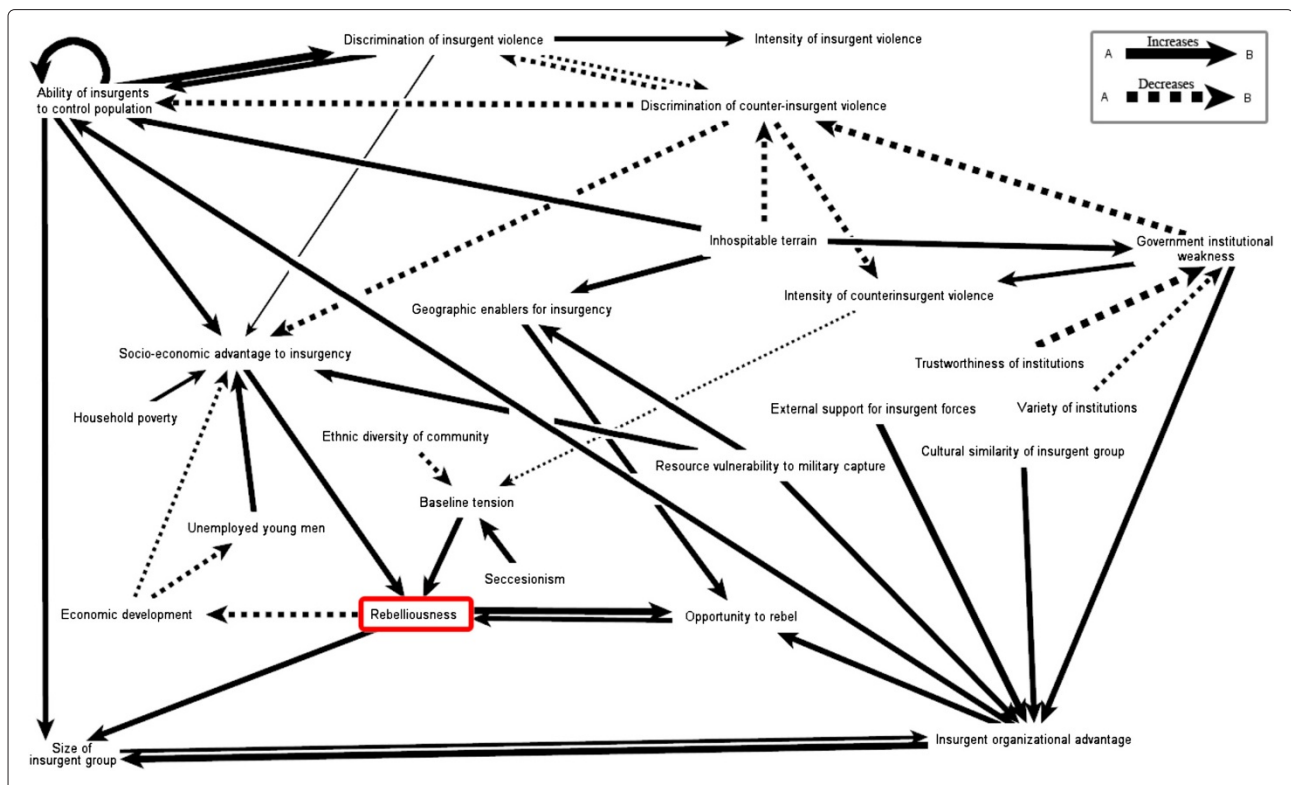 Discrimination of insurgent violence
Intensity of insurgent violence
Increases
A
B
Decreases
A
B
Ability of insurgents
to control population
Discrimination of counter-insurgent violence
Inhospitable terrain
Government institutional
weakness
Intensity of counterinsurgent violence
Geographic enablers for insurgency
Socio-economic advantage to insurgency
Trustworthiness of institutions
Household poverty
External support for insurgent forces
Variety of institutions
Ethnic diversity of community
Cultural similarity of insurgent group
Resource vulnerability to military capture
Baseline tension
Unemployed young men
Seccesionism
Economic development
Rebelliousness
Opportunity to rebel
Size of
insurgent group
Insurgent organizational advantage